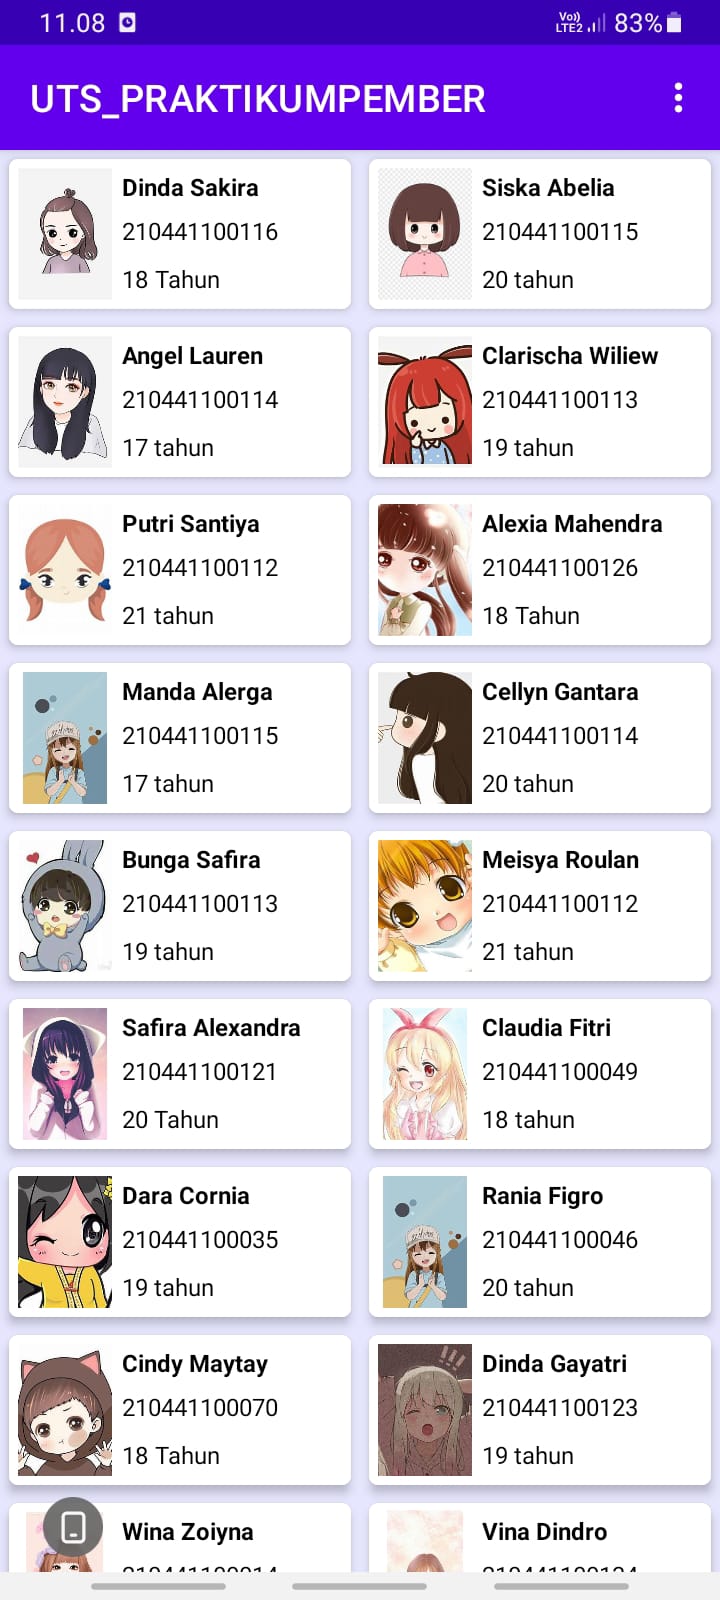 11.08
Vo)) LTE2 83%
UTS_PRAKTIKUMPEMBER
Dinda Sakira
210441100116
18 Tahun
Siska Abelia
210441100115
20 tahun
Angel Lauren
210441100114
17 tahun
Clarischa Wiliew
210441100113
19 tahun
Putri Santiya
210441100112
21 tahun
Alexia Mahendra
210441100126
18 Tahun
Manda Alerga
210441100115
17 tahun
Cellyn Gantara
210441100114
20 tahun
Bunga Safira
210441100113
19 tahun
Meisya Roulan
210441100112
21 tahun
Safira Alexandra
210441100121
20 Tahun
Claudia Fitri
210441100049
18 tahun
Dara Cornia
210441100035
19 tahun
Rania Figro
210441100046
20 tahun
Cindy Maytay
210441100070
18 Tahun
Dinda Gayatri
210441100123
19 tahun
Wina Zoiyna
Vina Dindro